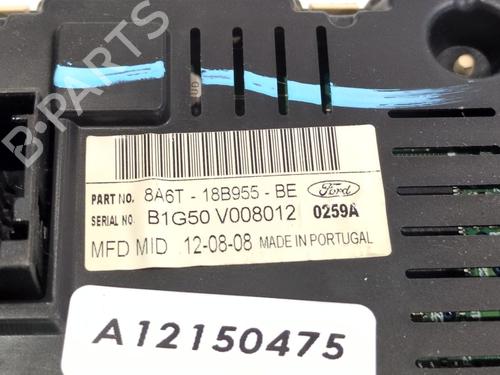 B-PARTS
PART NO. 8A6T - 18B955 - BE Ford
SERIAL NO. B1G50 V008012 0259A
MFD MID 12-08-08 MADE IN PORTUGAL
A12150475